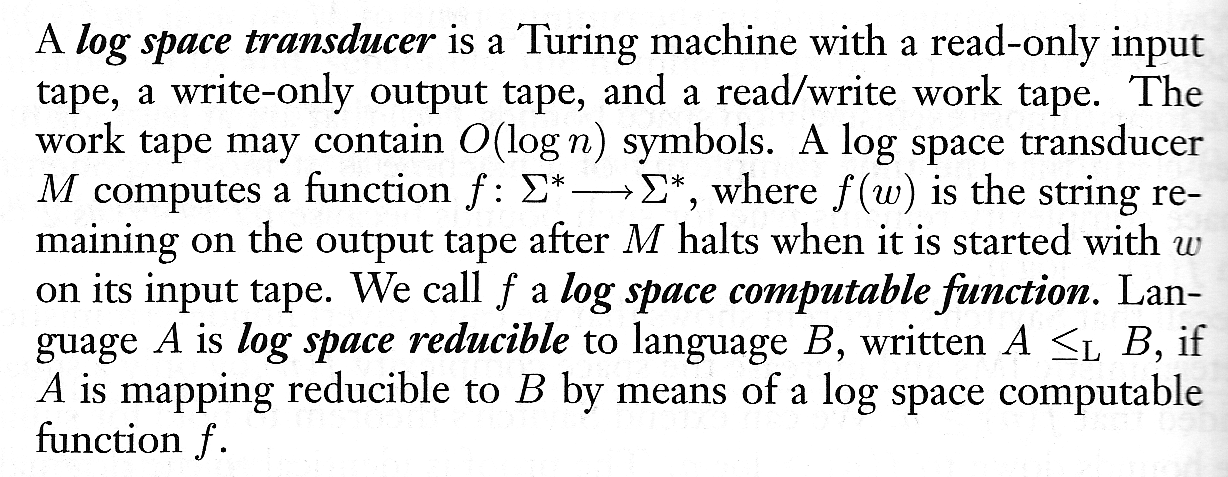 A log space transducer is a Turing machine with a read-only input
tape, a write-only output tape, and a read/write work tape. The
work tape may contain O(log n) symbols. A log space transducer
M computes a function f: Σ*⟶Σ*, where f(w) is the string re-
maining on the output tape after M halts when it is started with w
on its input tape. We call f a log space computable function. Lan-
guage A is log space reducible to language B, written A ≤L B, if
A is mapping reducible to B by means of a log space computable
function f.